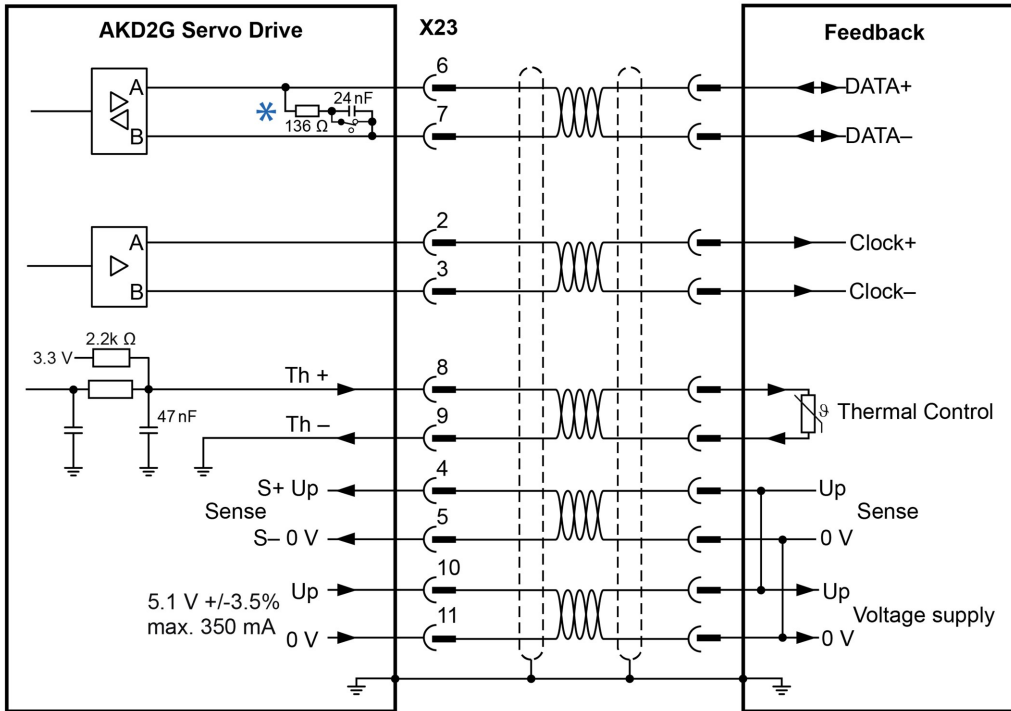 AKD2G Servo Drive
X23
Feedback
A
B
*
136 Ω
24 nF
6
7
DATA+
DATA–
A
B
2
3
Clock+
Clock–
2.2k Ω
3.3 V
47 nF
Th +
Th –
8
9
ϑ Thermal Control
S+ Up
Sense
S– 0 V
4
5
Up
Sense
0 V
5.1 V +/-3.5%
max. 350 mA
Up
0 V
10
11
Up
Voltage supply
0 V